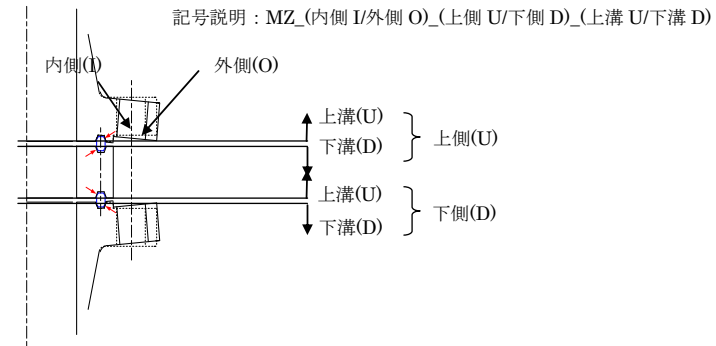 記号説明：MZ_(内側 I/外側 O)_(上側 U/下側 D)_(上溝 U/下溝 D)
内側(I)
外側(O)
上溝(U)
下溝(D)
上側(U)
上溝(U)
下溝(D)
下側(D)